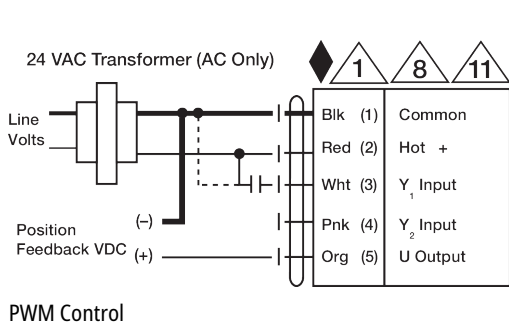 24 VAC Transformer (AC Only)
1
8
11
Line
Volts
Blk (1) Common
Red (2) Hot +
Wht (3) Y1 Input
Pnk (4) Y2 Input
Org (5) U Output
Position
Feedback VDC
(–)
(+)
PWM Control